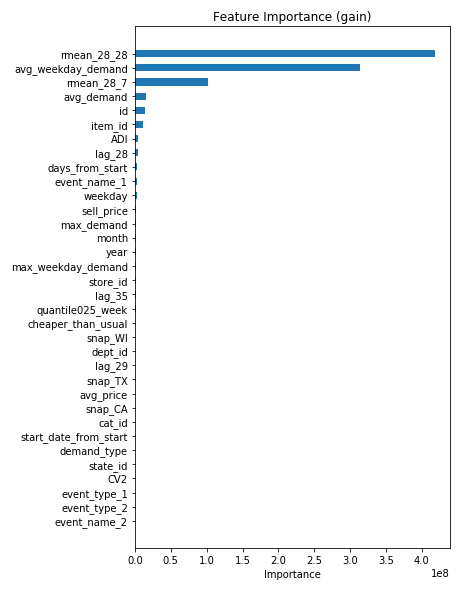 Feature Importance (gain)
rmean_28_28
avg_weekday_demand
rmean_28_7
avg_demand
id
item_id
ADI
lag_28
days_from_start
event_name_1
weekday
sell_price
max_demand
month
year
max_weekday_demand
store_id
lag_35
quantile025_week
cheaper_than_usual
snap_WI
dept_id
lag_29
snap_TX
avg_price
snap_CA
cat_id
start_date_from_start
demand_type
state_id
CV2
event_type_1
event_type_2
event_name_2
0.0 0.5 1.0 1.5 2.0 2.5 3.0 3.5 4.0
1e8
Importance